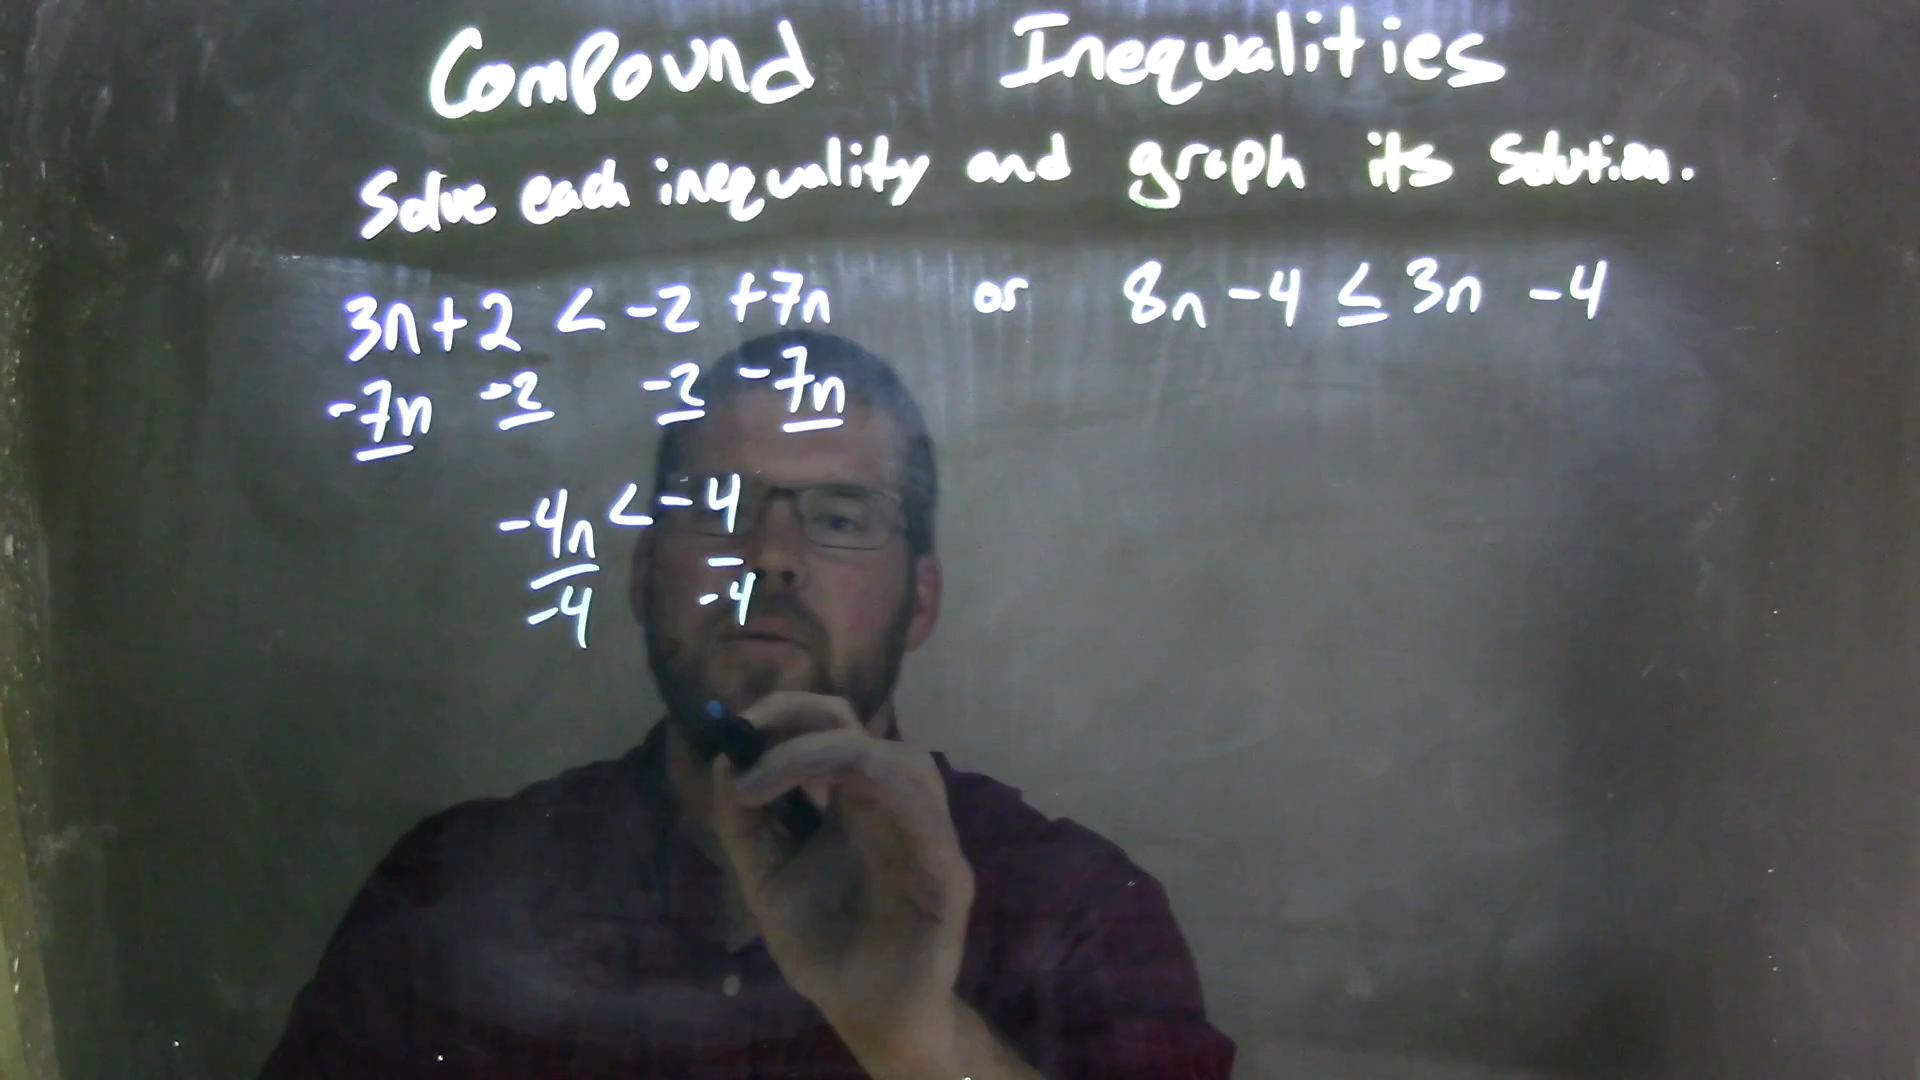 Compound Inequalities
Solve each inequality and graph its solution.
3n+2 < -2 +7n or 8n -4 ≤ 3n -4
-7n -2 -2 -7n
-4n < -4
-4 -4